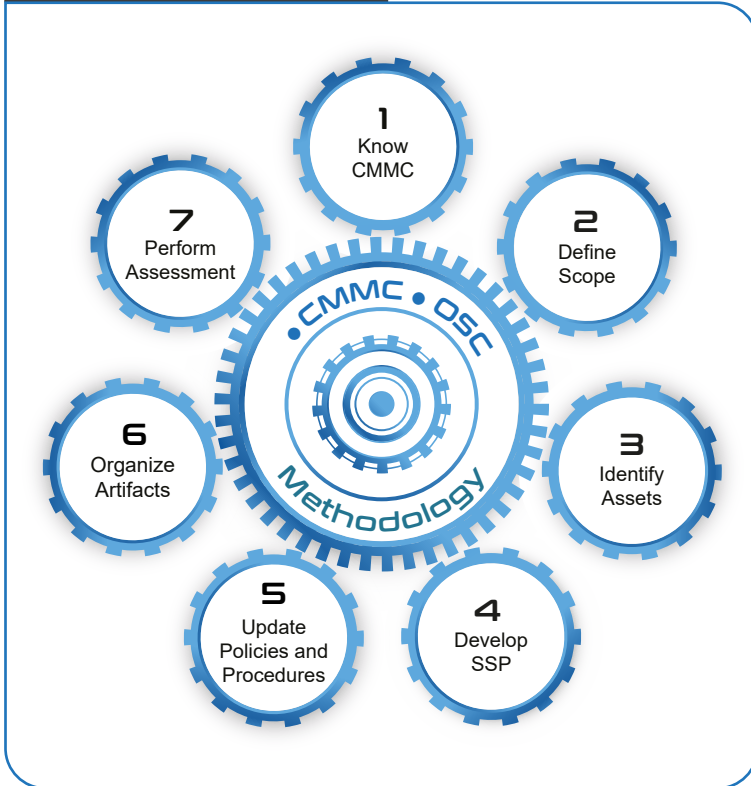 1
Know
CMMC
2
Define
Scope
3
Identify
Assets
4
Develop
SSP
5
Update
Policies and
Procedures
6
Organize
Artifacts
7
Perform
Assessment
• CMMC • OSC
Methodology